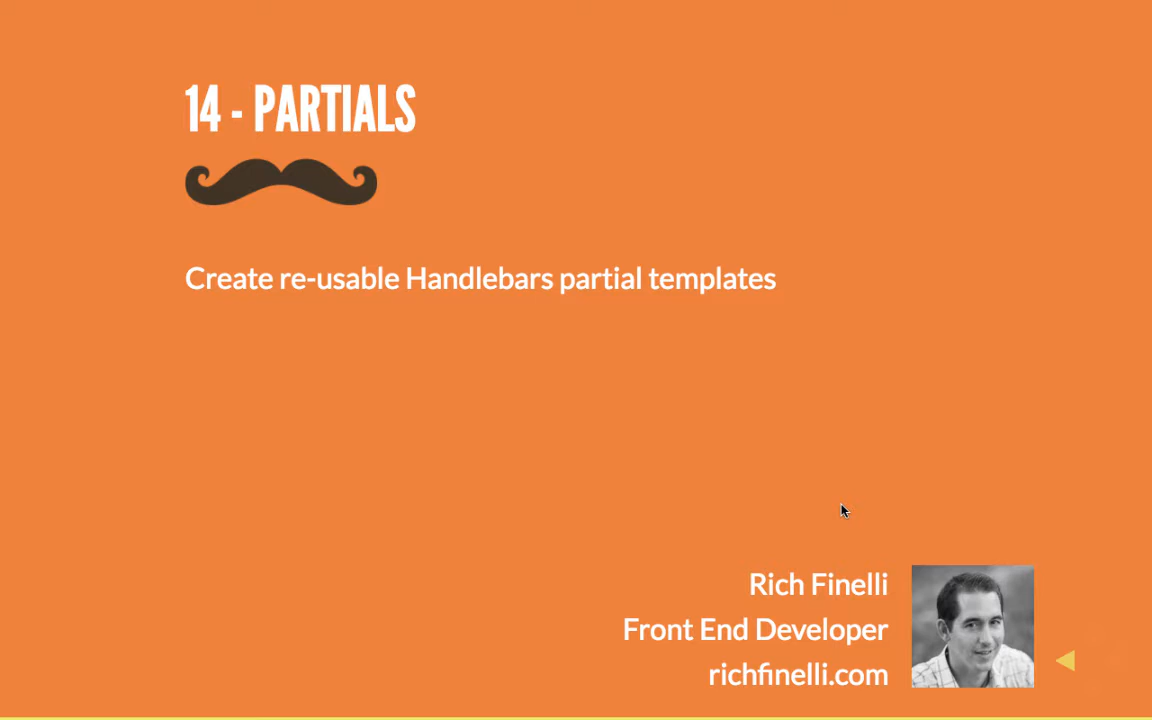 14 - PARTIALS
Create re-usable Handlebars partial templates
Rich Finelli
Front End Developer
richfinelli.com